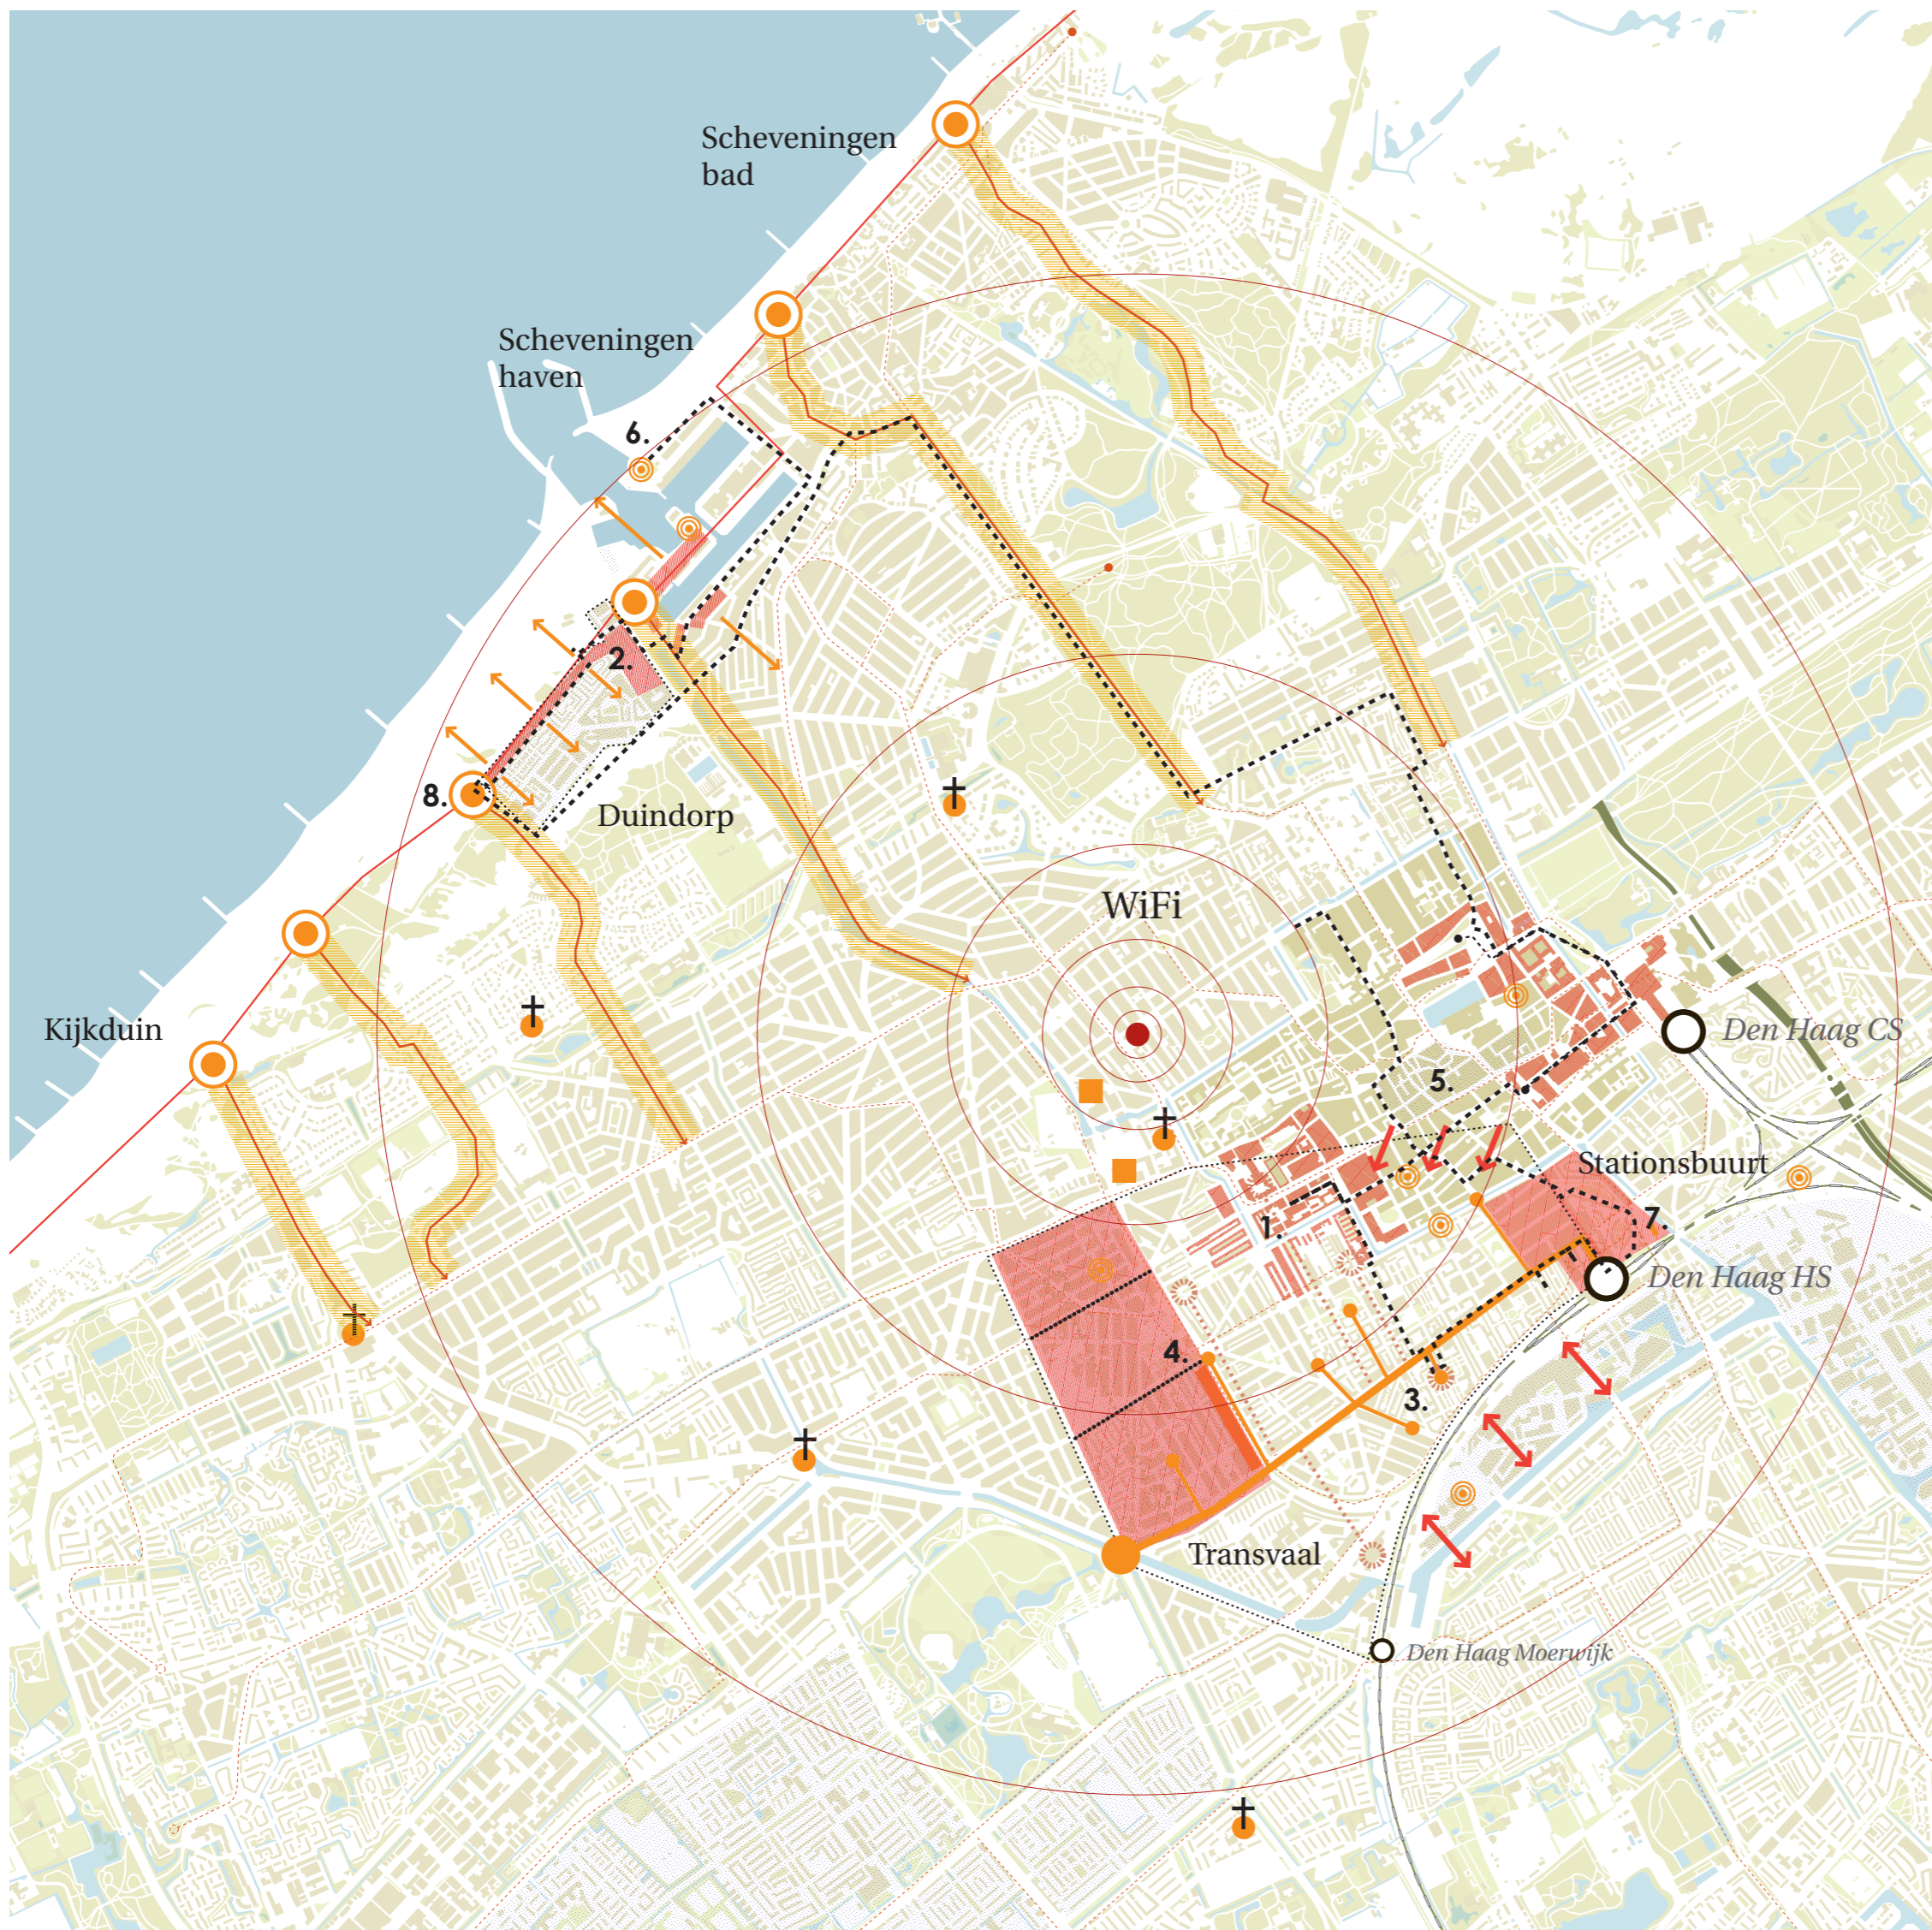 Scheveningen
bad
Scheveningen
haven
6.
2.
8.
Duindorp
WiFi
Kijkduin
Den Haag CS
5.
Stationsbuurt
1.
7.
Den Haag HS
4.
3.
Transvaal
Den Haag Moerwijk